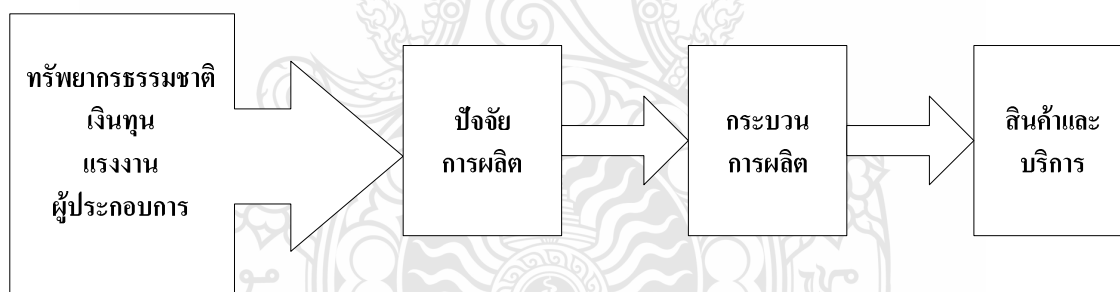 ทรัพยากรธรรมชาติ
เงินทุน
แรงงาน
ผู้ประกอบการ
ปัจจัย
การผลิต
กระบวน
การผลิต
สินค้าและ
บริการ